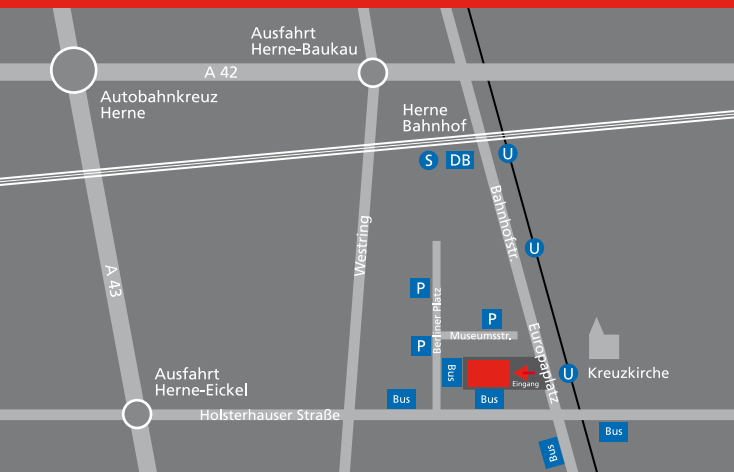 Ausfahrt
Herne-Baukau
A 42
Autobahnkreuz
Herne
Herne
Bahnhof
S
DB
U
Bahnhofstr.
Westring
U
A 43
P
Berliner Platz
P
Museumsstr.
P
Europaplatz
Bus
Eingang
U
Kreuzkirche
Ausfahrt
Herne-Eickel
Holsterhauser Straße
Bus
Bus
Bus
Bus